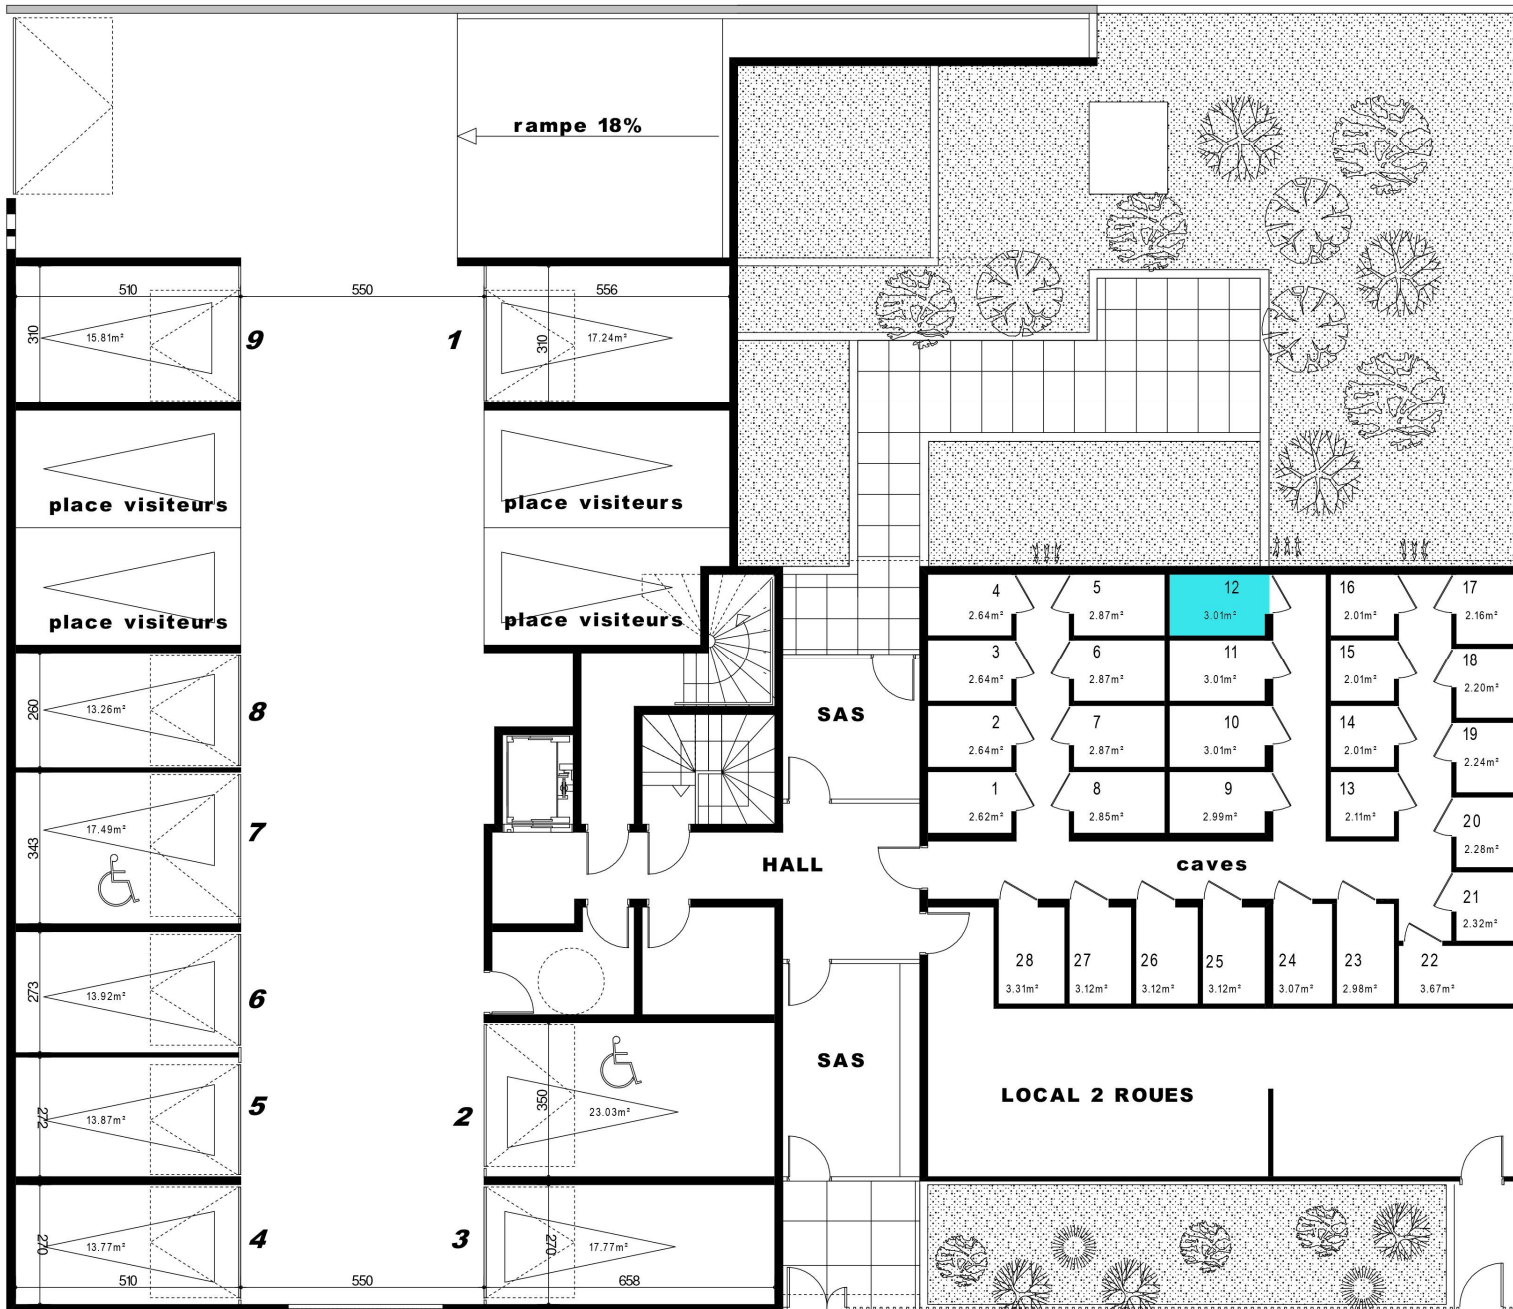 rampe 18%
510
550
556
310
15.81m²
9
1
310
17.24m²
place visiteurs
place visiteurs
place visiteurs
place visiteurs
4
2.64m²
5
2.87m²
12
3.01m²
16
2.01m²
17
2.16m²
3
2.64m²
6
2.87m²
11
3.01m²
15
2.01m²
18
2.20m²
260
13.26m²
8
SAS
2
2.64m²
7
2.87m²
10
3.01m²
14
2.01m²
19
2.24m²
1
2.62m²
8
2.85m²
9
2.99m²
13
2.11m²
20
2.28m²
343
17.49m²
7
HALL
caves
21
2.32m²
28
3.31m²
27
3.12m²
26
3.12m²
25
3.12m²
24
3.07m²
23
2.98m²
22
3.67m²
273
13.92m²
6
SAS
LOCAL 2 ROUES
272
13.87m²
5
2
350
23.03m²
270
13.77m²
4
3
270
17.77m²
510
550
658